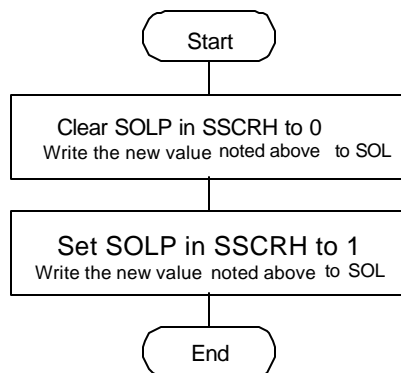 Start
Clear SOLP in SSCRH to 0
Write the new value noted above to SOL
Set SOLP in SSCRH to 1
Write the new value noted above to SOL
End